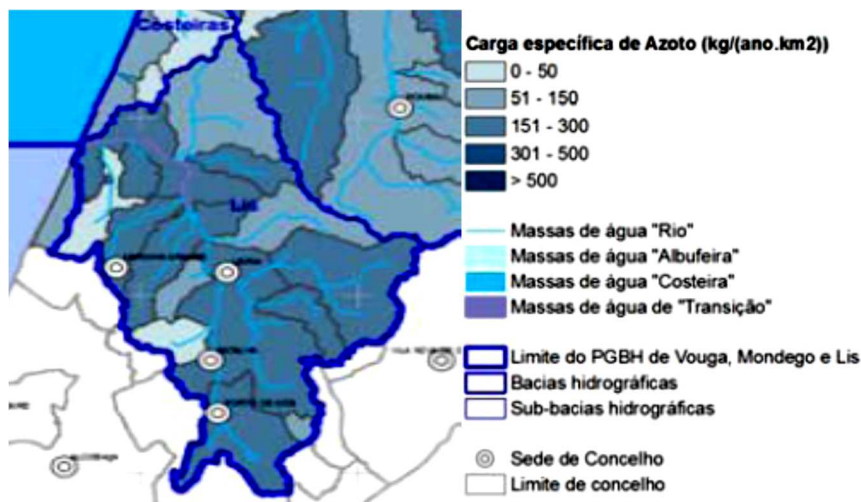 Costeiras
Lis
Carga específica de Azoto (kg/(ano.km2))
0 - 50
51 - 150
151 - 300
301 - 500
> 500
Massas de água "Rio"
Massas de água "Albufeira"
Massas de água "Costeira"
Massas de água de "Transição"
Limite do PGBH de Vouga, Mondego e Lis
Bacias hidrográficas
Sub-bacias hidrográficas
Sede de Concelho
Limite de concelho